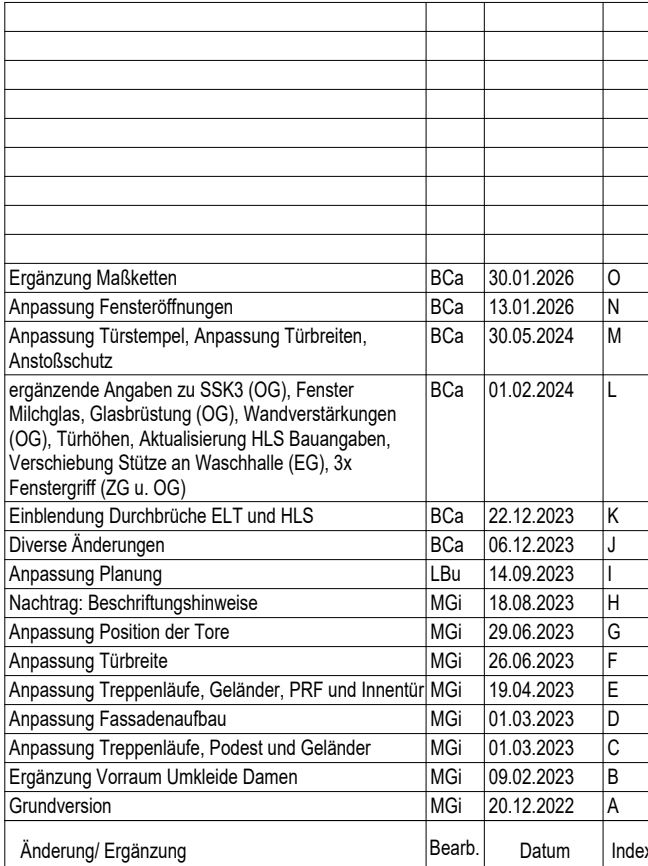 Ergänzung Maßketten BCa 30.01.2026 O
Anpassung Fensteröffnungen BCa 13.01.2026 N
Anpassung Türstempel, Anpassung Türbreiten, BCa 30.05.2024 M
Anstoßschutz
ergänzende Angaben zu SSK3 (OG), Fenster BCa 01.02.2024 L
Milchglas, Glasbrüstung (OG), Wandverstärkungen
(OG), Türhöhen, Aktualisierung HLS Bauangaben,
Verschiebung Stütze an Waschhalle (EG), 3x
Fenstergriff (ZG u. OG)
Einblendung Durchbrüche ELT und HLS BCa 22.12.2023 K
Diverse Änderungen BCa 06.12.2023 J
Anpassung Planung LBu 14.09.2023 I
Nachtrag: Beschriftungshinweise MGi 18.08.2023 H
Anpassung Position der Tore MGi 29.06.2023 G
Anpassung Türbreite MGi 26.06.2023 F
Anpassung Treppenläufe, Geländer, PRF und Innentür MGi 19.04.2023 E
Anpassung Fassadenaufbau MGi 01.03.2023 D
Anpassung Treppenläufe, Podest und Geländer MGi 01.03.2023 C
Ergänzung Vorraum Umkleide Damen MGi 09.02.2023 B
Grundversion MGi 20.12.2022 A
Änderung/ Ergänzung Bearb. Datum Index